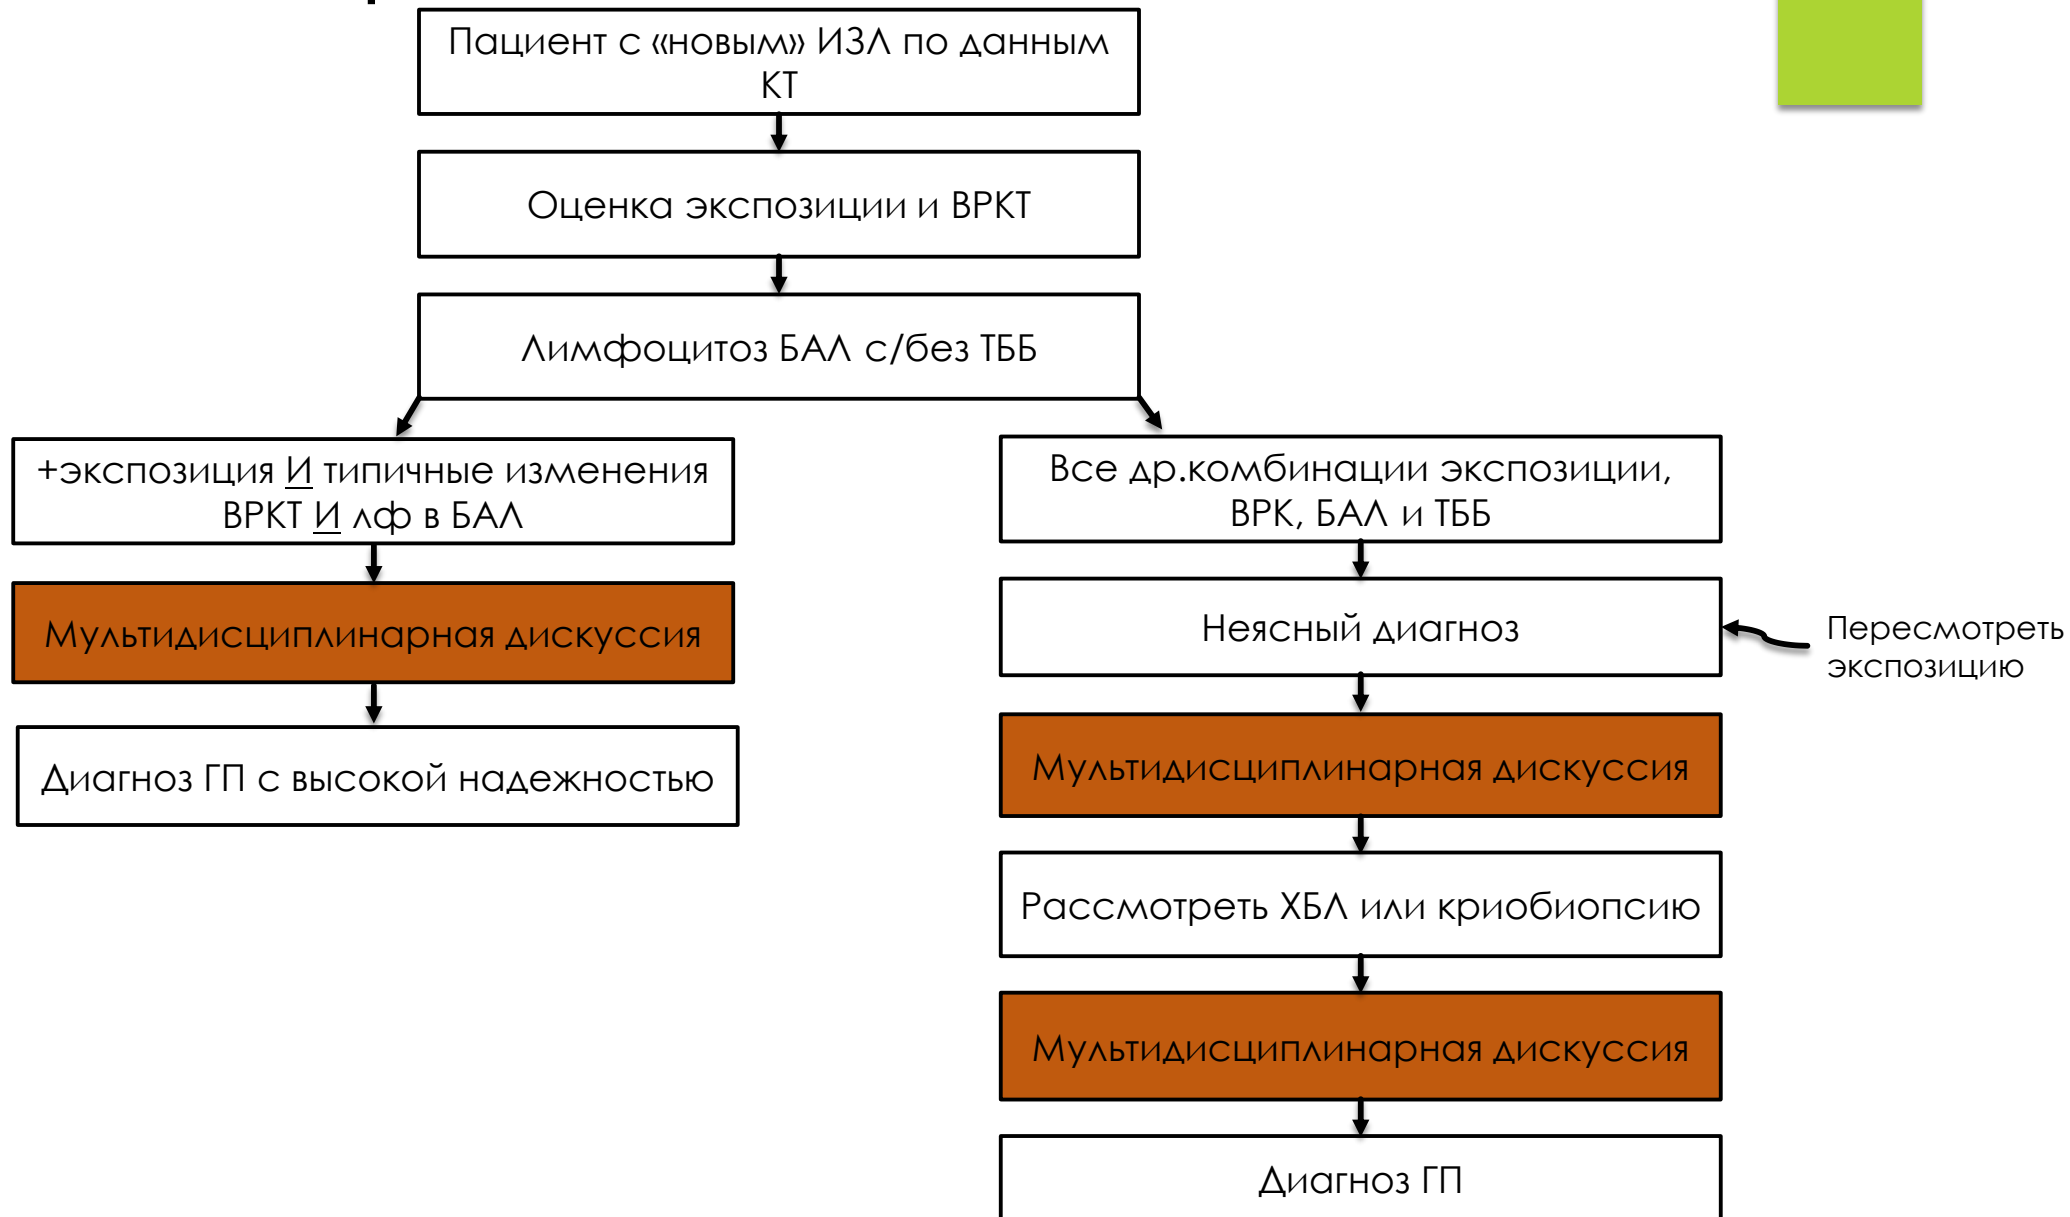 Пациент с «новым» ИЗЛ по данным
КТ
Оценка экспозиции и ВРКТ
Лимфоцитоз БАЛ с/без ТББ
+экспозиция И типичные изменения
ВРКТ И лф в БАЛ
Мультидисциплинарная дискуссия
Диагноз ГП с высокой надежностью
Все др.комбинации экспозиции,
ВРК, БАЛ и ТББ
Неясный диагноз
Пересмотреть
экспозицию
Мультидисциплинарная дискуссия
Рассмотреть ХБЛ или криобиопсию
Мультидисциплинарная дискуссия
Диагноз ГП